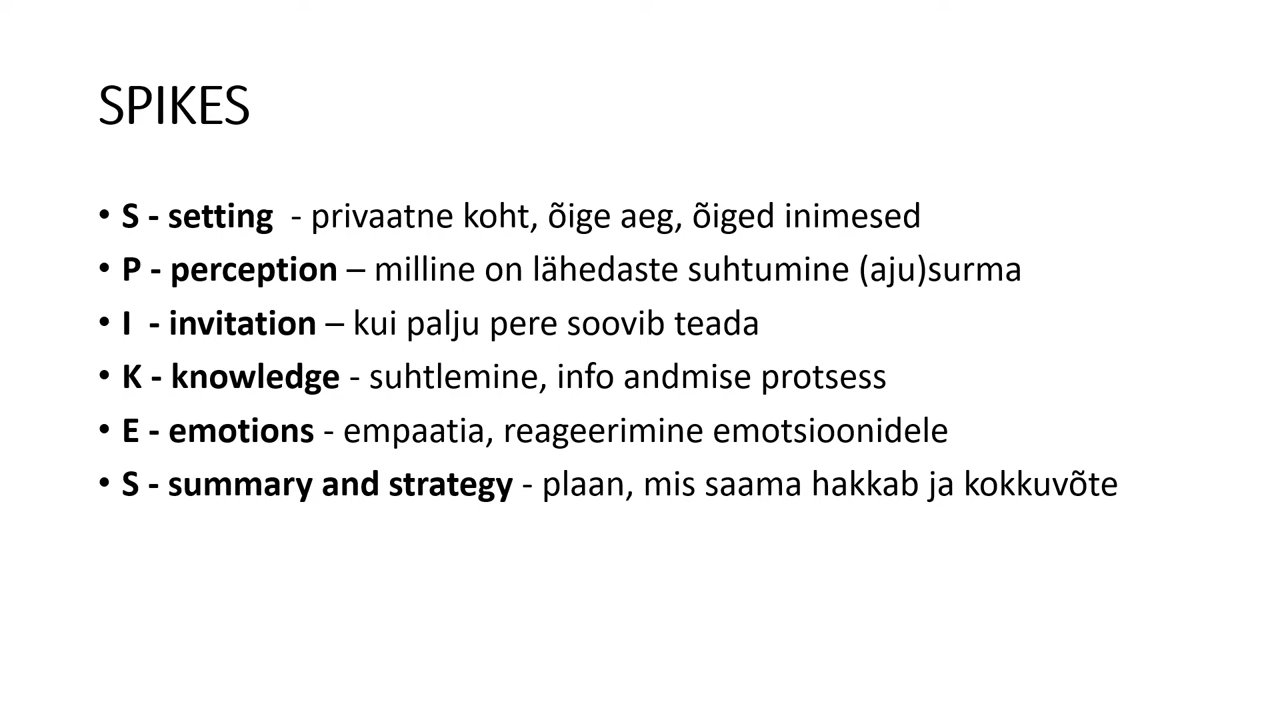 SPIKES
• S - setting - privaatne koht, õige aeg, õiged inimesed
• P - perception – milline on lähedaste suhtumine (aju)surma
• I - invitation – kui palju pere soovib teada
• K - knowledge - suhtlemine, info andmise protsess
• E - emotions - empaatia, reageerimine emotsioonidele
• S - summary and strategy - plaan, mis saama hakkab ja kokkuvõte